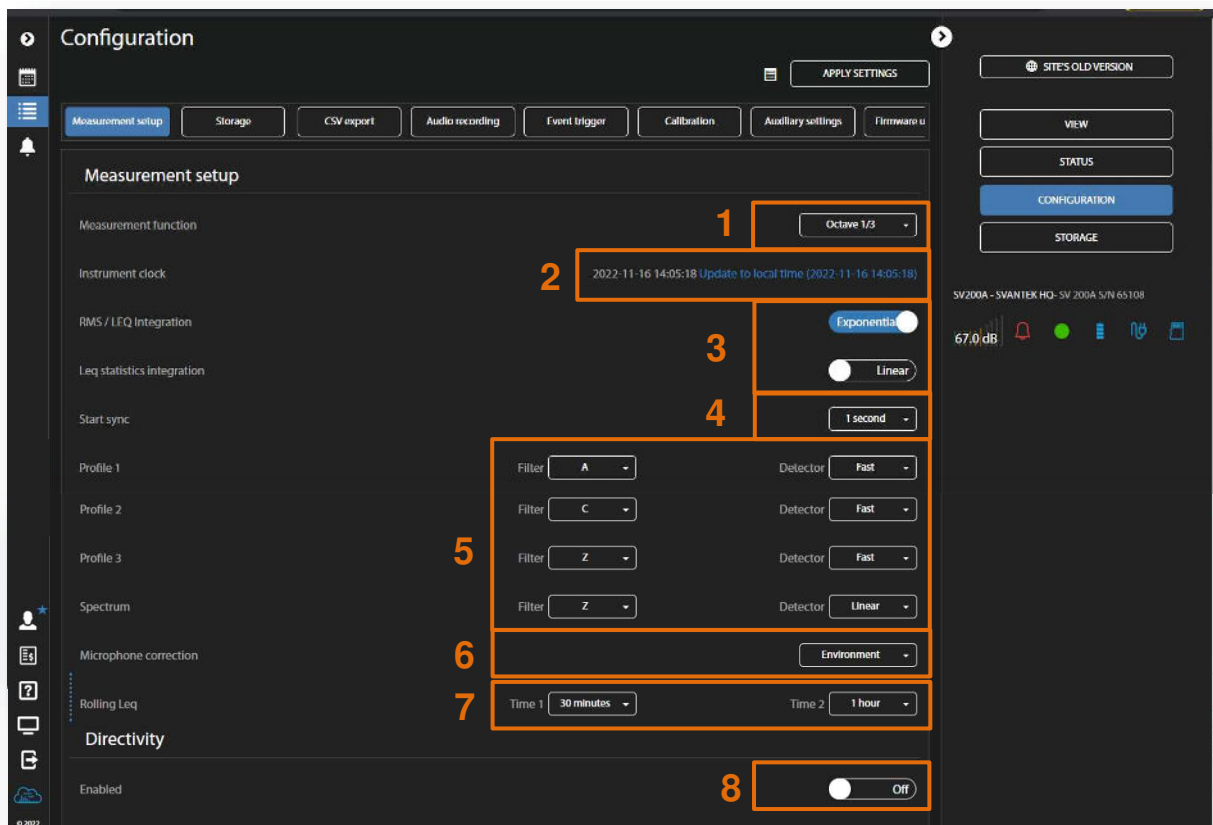 Configuration
APPLY SETTINGS
SITE'S OLD VERSION
Measurement setup Storage CSV export Audio recording Event trigger Calibration Auxiliary settings Firmware u
VIEW
STATUS
CONFIGURATION
STORAGE
SV200A - SVANTEK HQ- SV 200A S/N 65108
67.0 dB
Measurement setup
Measurement function 1 Octave 1/3
Instrument clock 2 2022-11-16 14:05:18 Update to local time (2022-11-16 14:05:18)
RMS / LEQ Integration Exponential
3
Leq statistics integration Linear
Start sync 4 1 second
Profile 1 Filter A Detector Fast
Profile 2 Filter C Detector Fast
5
Profile 3 Filter Z Detector Fast
Spectrum Filter Z Detector Linear
Microphone correction 6 Environment
Rolling Leq 7 Time 1 30 minutes Time 2 1 hour
Directivity
Enabled 8 Off
© 2022